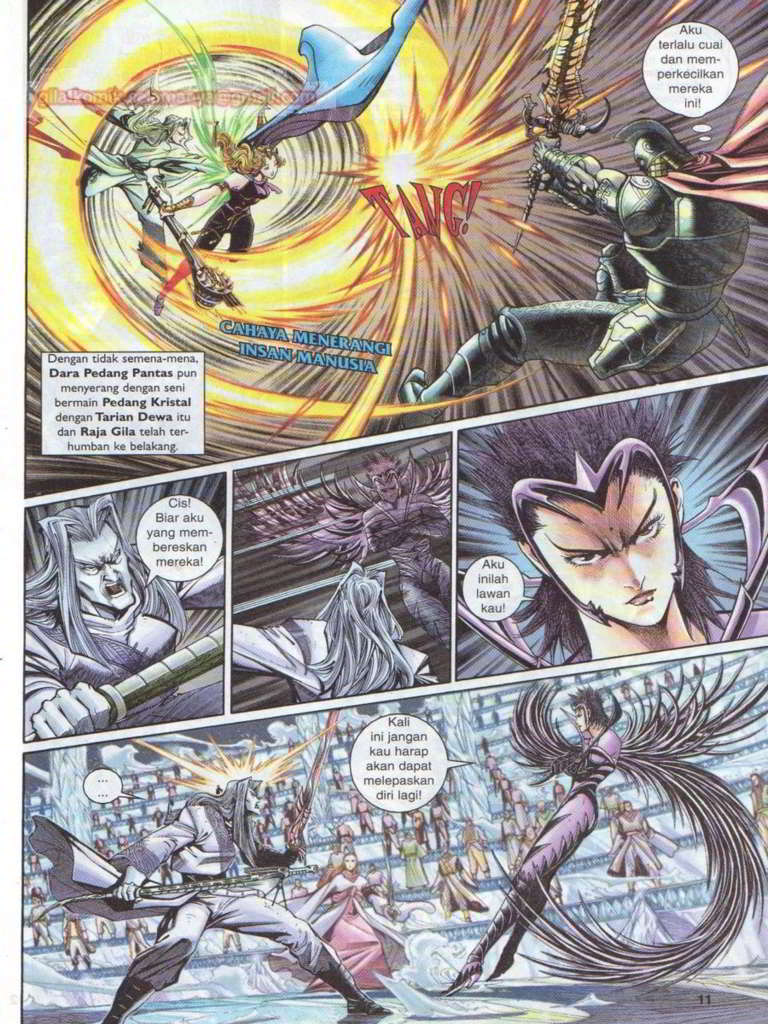 Aku
terlalu cuai
dan mem-
perkecilkan
mereka
ini!
TANG!
CAHAYA MENERANGI
INSAN MANUSIA
Dengan tidak semena-mena,
Dara Pedang Pantas pun
menyerang dengan seni
bermain Pedang Kristal
dengan Tarian Dewa itu
dan Raja Gila telah ter-
humban ke belakang.
Cis!
Biar aku
yang mem-
bereskan
mereka!
Aku
inilah
lawan
kau!
Kali
ini jangan
kau harap
akan dapat
melepaskan
diri lagi!
...
...
11